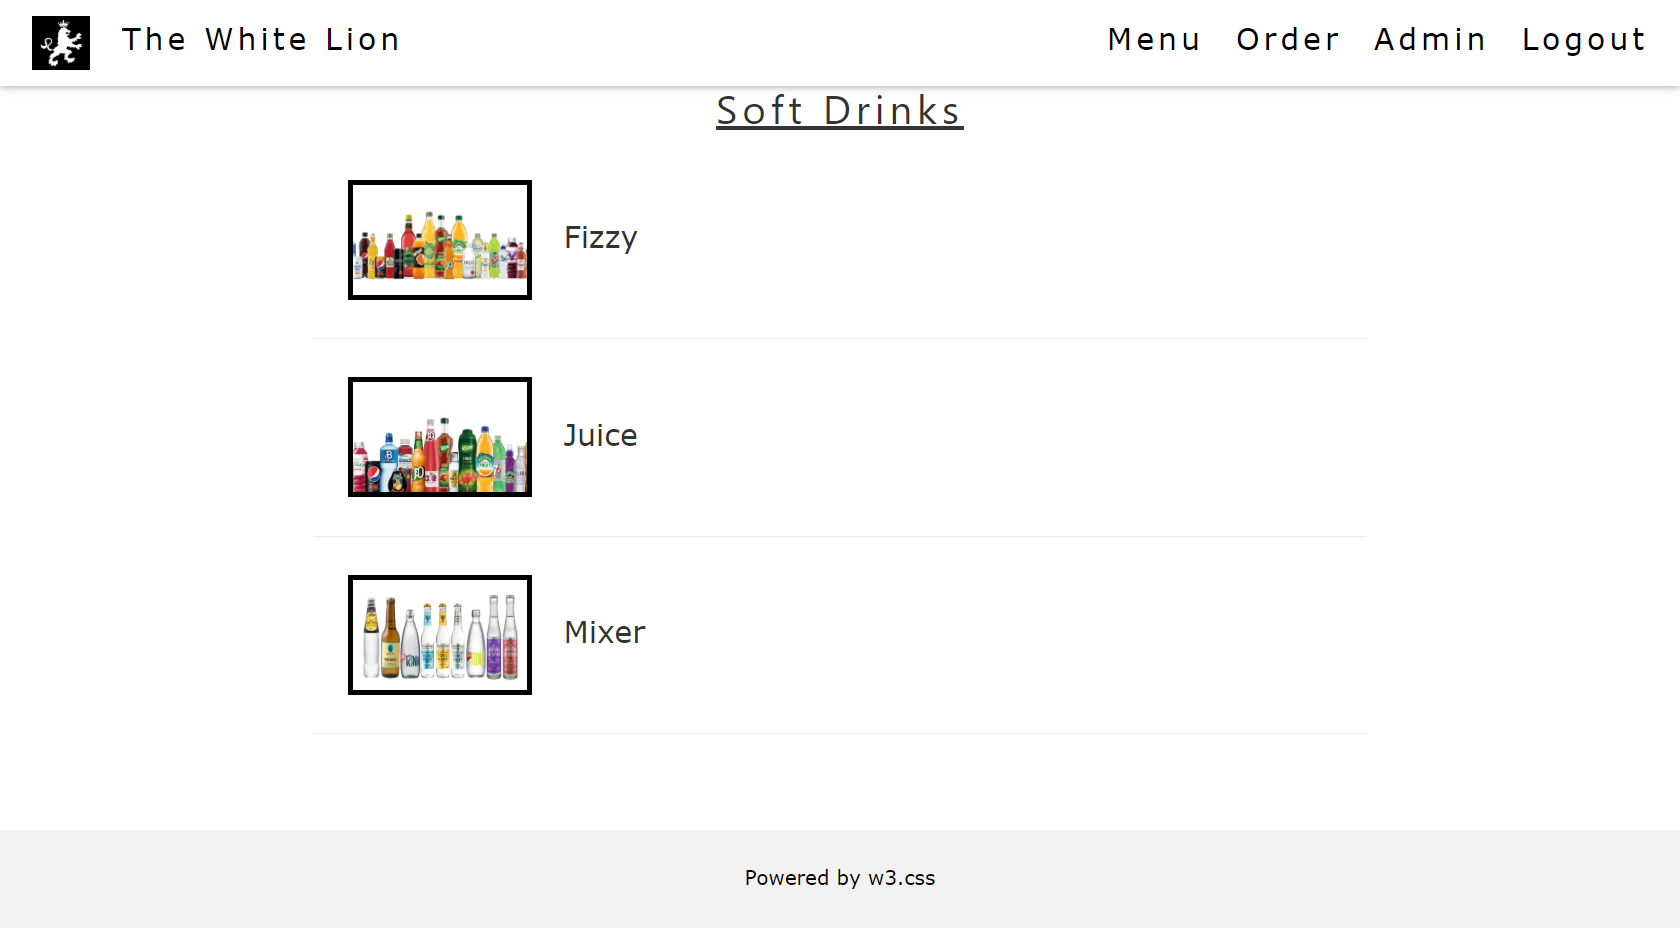 The White Lion
Menu Order Admin Logout
Soft Drinks
Fizzy
Juice
Mixer
Powered by w3.css